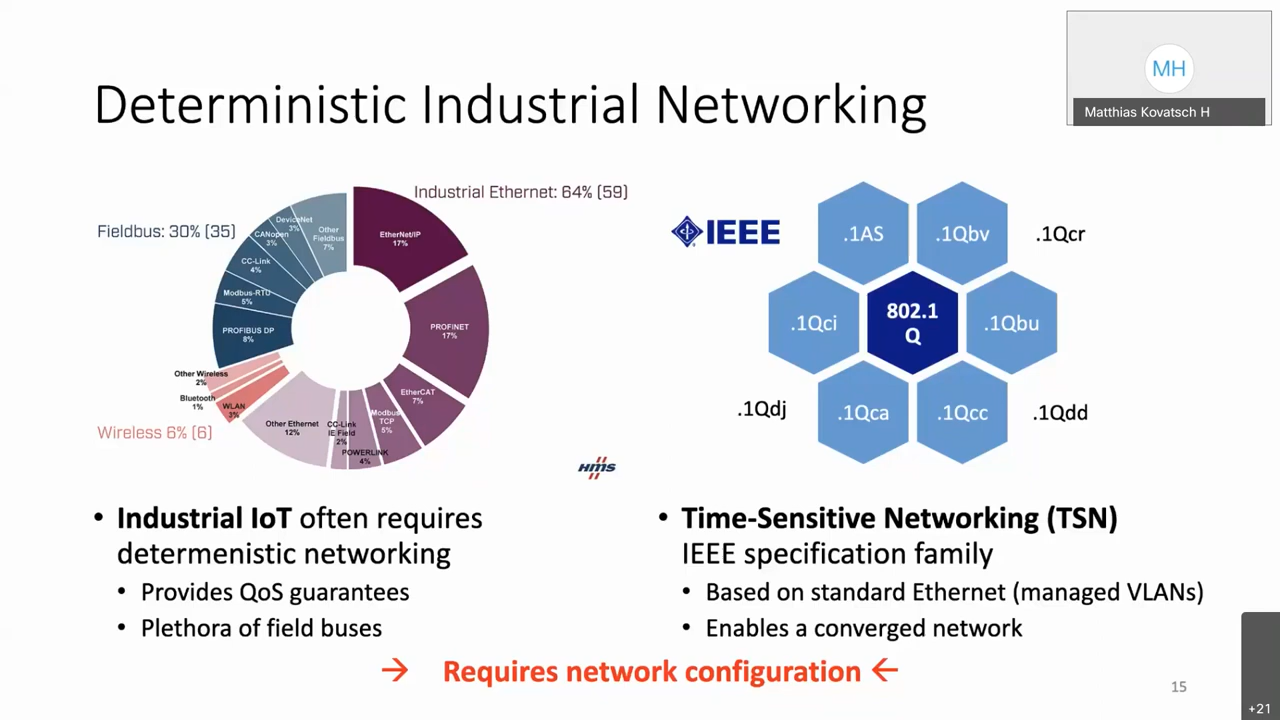 Deterministic Industrial Networking
MH
Matthias Kovatsch H
Industrial Ethernet: 64% (59)
Fieldbus: 30% (35)
Wireless 6% (6)
EtherNet/IP
17%
PROFINET
17%
EtherCAT
7%
Modbus
TCP
5%
POWERLINK
4%
CC-Link
IE Field
2%
Other Ethernet
12%
WLAN
3%
Bluetooth
1%
Other Wireless
2%
PROFIBUS DP
8%
Modbus-RTU
5%
CC-Link
4%
CANopen
3%
DeviceNet
3%
Other
Fieldbus
7%
HMS
IEEE
.1AS
.1Qbv
.1Qcr
.1Qci
802.1
Q
.1Qbu
.1Qdj
.1Qca
.1Qcc
.1Qdd
• Industrial IoT often requires
determenistic networking
• Provides QoS guarantees
• Plethora of field buses
• Time-Sensitive Networking (TSN)
IEEE specification family
• Based on standard Ethernet (managed VLANs)
• Enables a converged network
→ Requires network configuration ←
15
+21